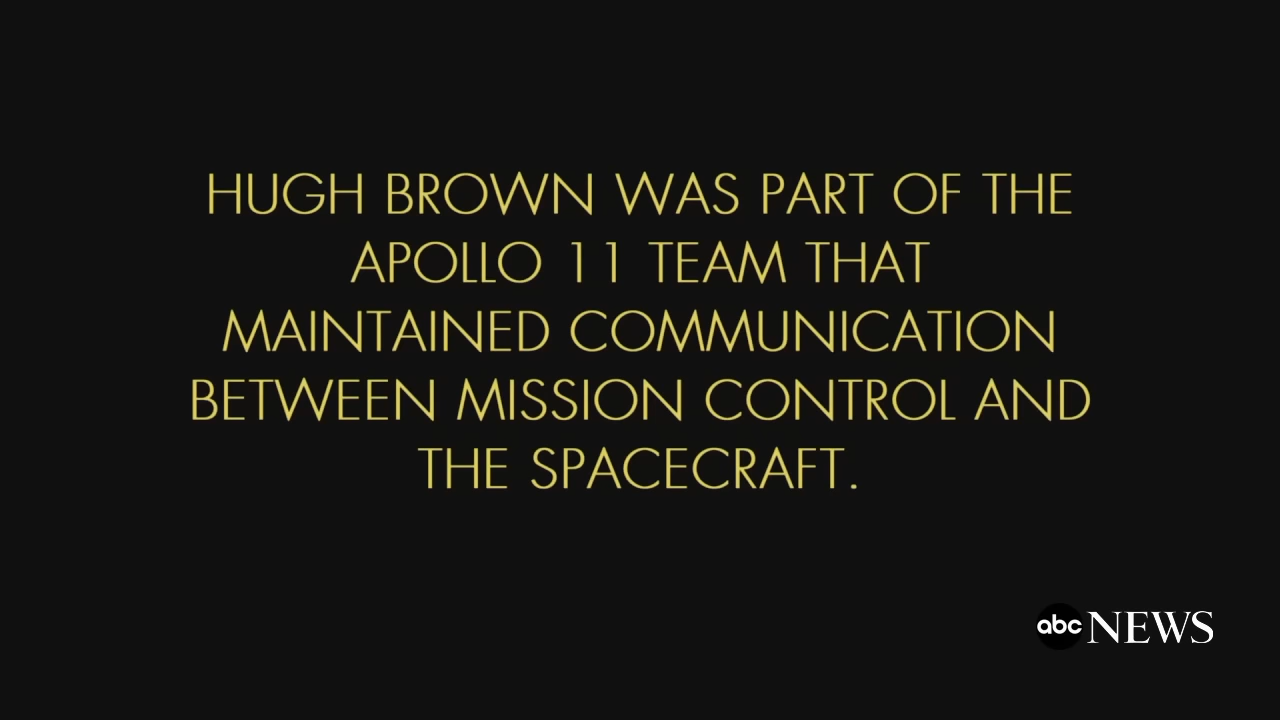 HUGH BROWN WAS PART OF THE
APOLLO 11 TEAM THAT
MAINTAINED COMMUNICATION
BETWEEN MISSION CONTROL AND
THE SPACECRAFT.
abc NEWS